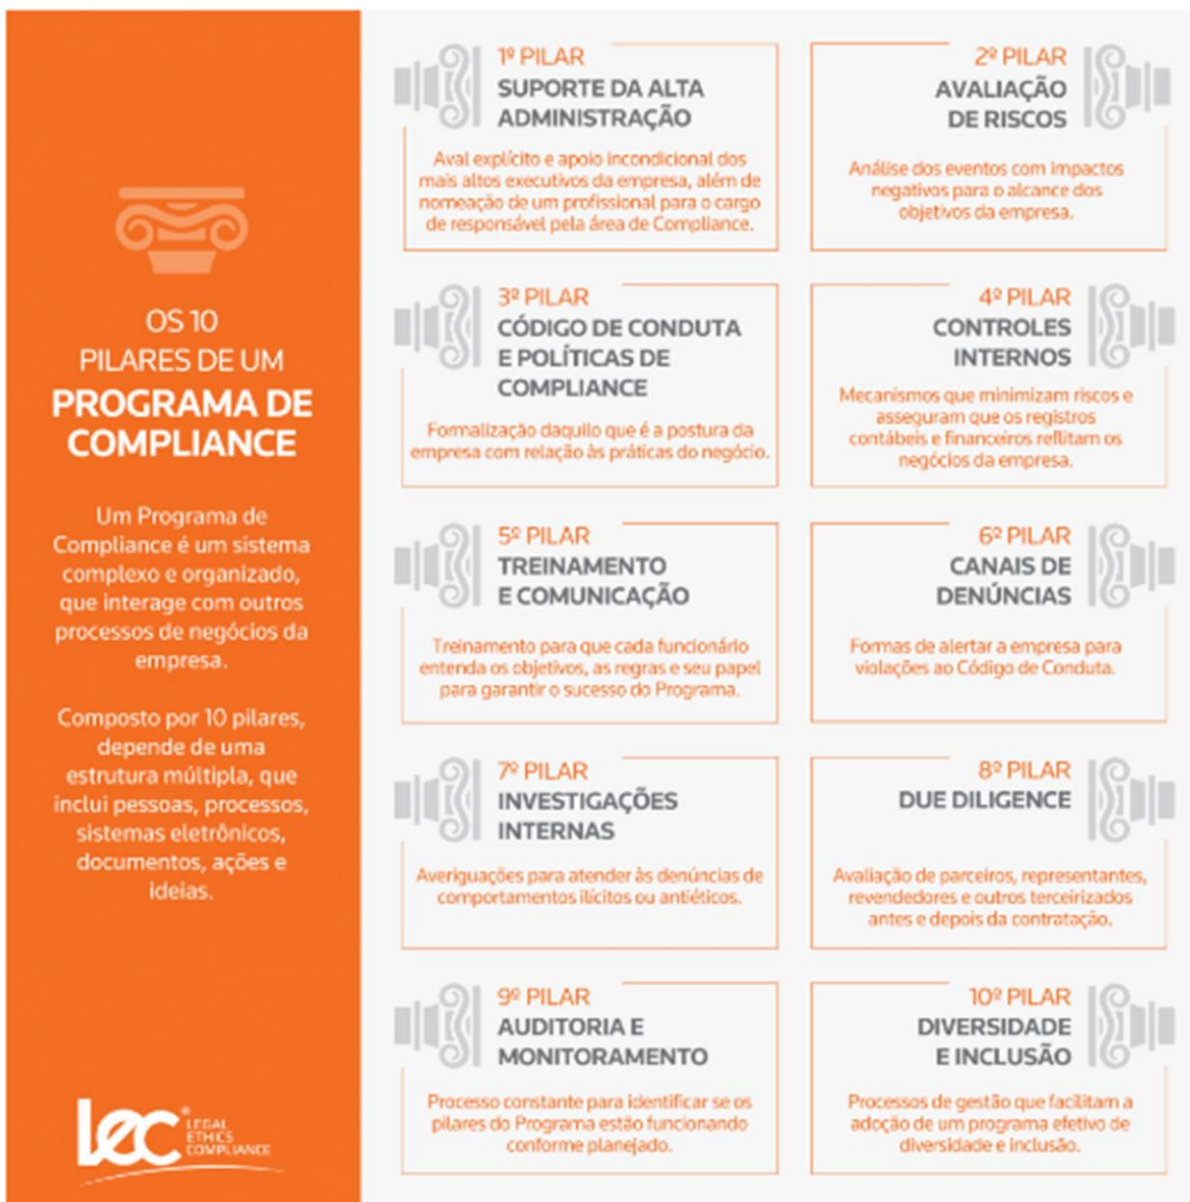 OS 10
PILARES DE UM
PROGRAMA DE
COMPLIANCE
Um Programa de
Compliance é um sistema
complexo e organizado,
que interage com outros
processos de negócios da
empresa.
Composto por 10 pilares,
depende de uma
estrutura múltipla, que
inclui pessoas, processos,
sistemas eletrônicos,
documentos, ações e
ideias.
LEC®
LEGAL
ETHICS
COMPLIANCE
1º PILAR
SUPORTE DA ALTA
ADMINISTRAÇÃO
Aval explícito e apoio incondicional dos
mais altos executivos da empresa, além de
nomeação de um profissional para o cargo
de responsável pela área de Compliance.
2º PILAR
AVALIAÇÃO
DE RISCOS
Análise dos eventos com impactos
negativos para o alcance dos
objetivos da empresa.
3º PILAR
CÓDIGO DE CONDUTA
E POLÍTICAS DE
COMPLIANCE
Formalização daquilo que é a postura da
empresa com relação às práticas do negócio.
4º PILAR
CONTROLES
INTERNOS
Mecanismos que minimizam riscos e
asseguram que os registros
contábeis e financeiros reflitam os
negócios da empresa.
5º PILAR
TREINAMENTO
E COMUNICAÇÃO
Treinamento para que cada funcionário
entenda os objetivos, as regras e seu papel
para garantir o sucesso do Programa.
6º PILAR
CANAIS DE
DENÚNCIAS
Formas de alertar a empresa para
violações ao Código de Conduta.
7º PILAR
INVESTIGAÇÕES
INTERNAS
Averiguações para atender às denúncias de
comportamentos ilícitos ou antiéticos.
8º PILAR
DUE DILIGENCE
Avaliação de parceiros, representantes,
revendedores e outros terceirizados
antes e depois da contratação.
9º PILAR
AUDITORIA E
MONITORAMENTO
Processo constante para identificar se os
pilares do Programa estão funcionando
conforme planejado.
10º PILAR
DIVERSIDADE
E INCLUSÃO
Processos de gestão que facilitam a
adoção de um programa efetivo de
diversidade e inclusão.